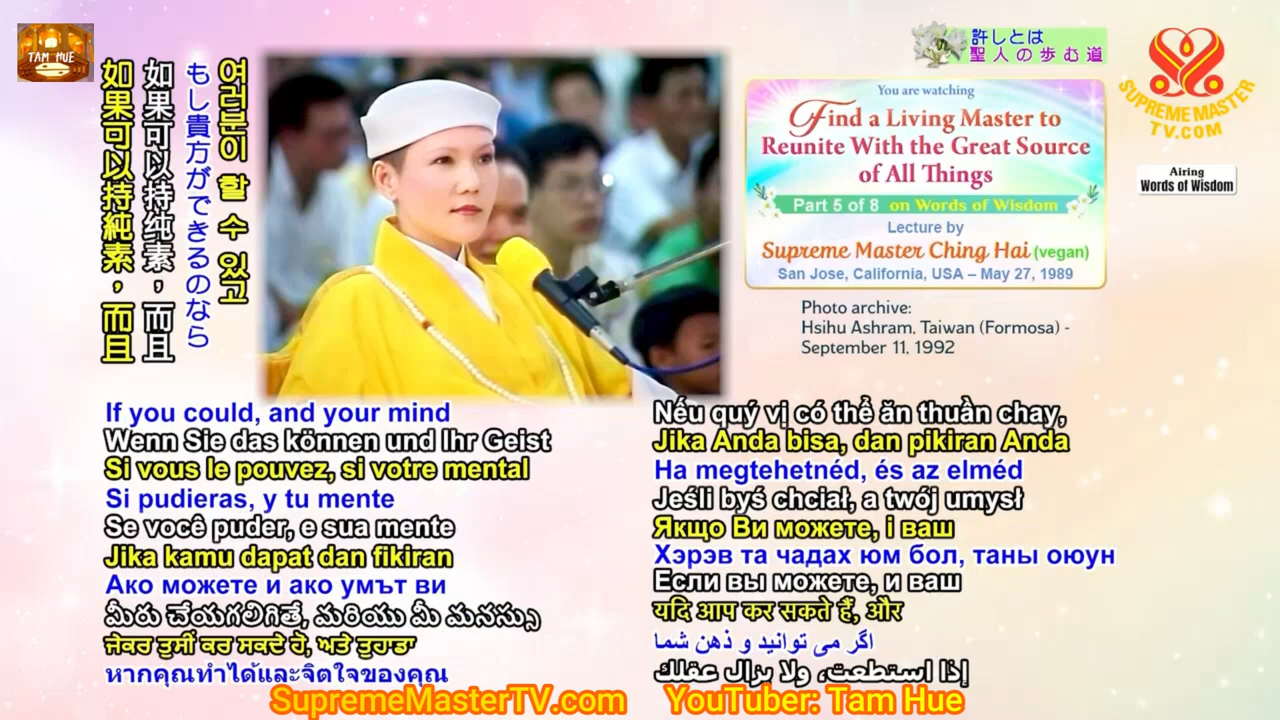 TAM HUE
如果可以持純素，而且
如果可以持纯素，而且
もし貴方ができるのなら
여러분이 할 수 있고
許しとは
聖人の歩む道
SUPREME MASTER
TV.COM
You are watching
Find a Living Master to
Reunite With the Great Source
of All Things
Part 5 of 8 on Words of Wisdom
Lecture by
Supreme Master Ching Hai (vegan)
San Jose, California, USA – May 27, 1989
Airing
Words of Wisdom
Photo archive:
Hsihu Ashram, Taiwan (Formosa) -
September 11, 1992
If you could, and your mind
Wenn Sie das können und Ihr Geist
Si vous le pouvez, si votre mental
Si pudieras, y tu mente
Se você puder, e sua mente
Jika kamu dapat dan fikiran
Ако можете и ако умът ви
మీరు చేయగలిగితే, మరియు మీ మనస్సు
ਜੇਕਰ ਤੁਸੀਂ ਕਰ ਸਕਦੇ ਹੋ, ਅਤੇ ਤੁਹਾਡਾ
หากคุณทำได้และจิตใจของคุณ
Nếu quý vị có thể ăn thuần chay,
Jika Anda bisa, dan pikiran Anda
Ha megtehetnéd, és az elméd
Jeśli byś chciał, a twój umysł
Якщо Ви можете, і ваш
Хэрэв та чадах юм бол, таны оюун
Если вы можете, и ваш
यदि आप कर सकते हैं, और
اگر می توانید و ذهن شما
إذا استطعت، ولا يزال عقلك
SupremeMasterTV.com
YouTuber: Tam Hue